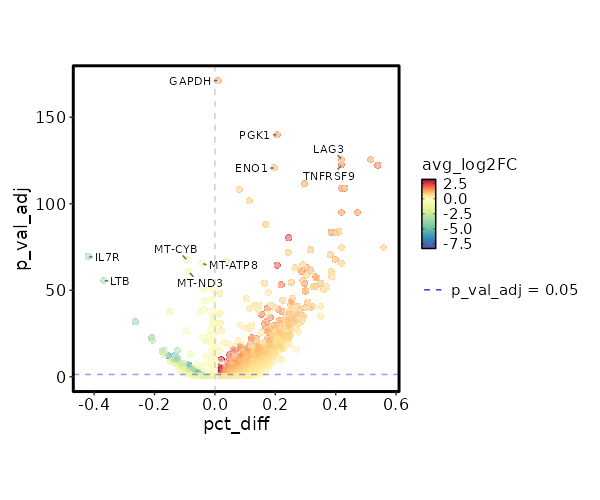 GAPDH
PGK1
LAG3
ENO1
TNFRSF9
MT-CYB
IL7R
MT-ATP8
LTB
MT-ND3
p_val_adj
150
100
50
0
-0.4
-0.2
0.0
0.2
0.4
0.6
pct_diff
avg_log2FC
2.5
0.0
-2.5
-5.0
-7.5
p_val_adj = 0.05